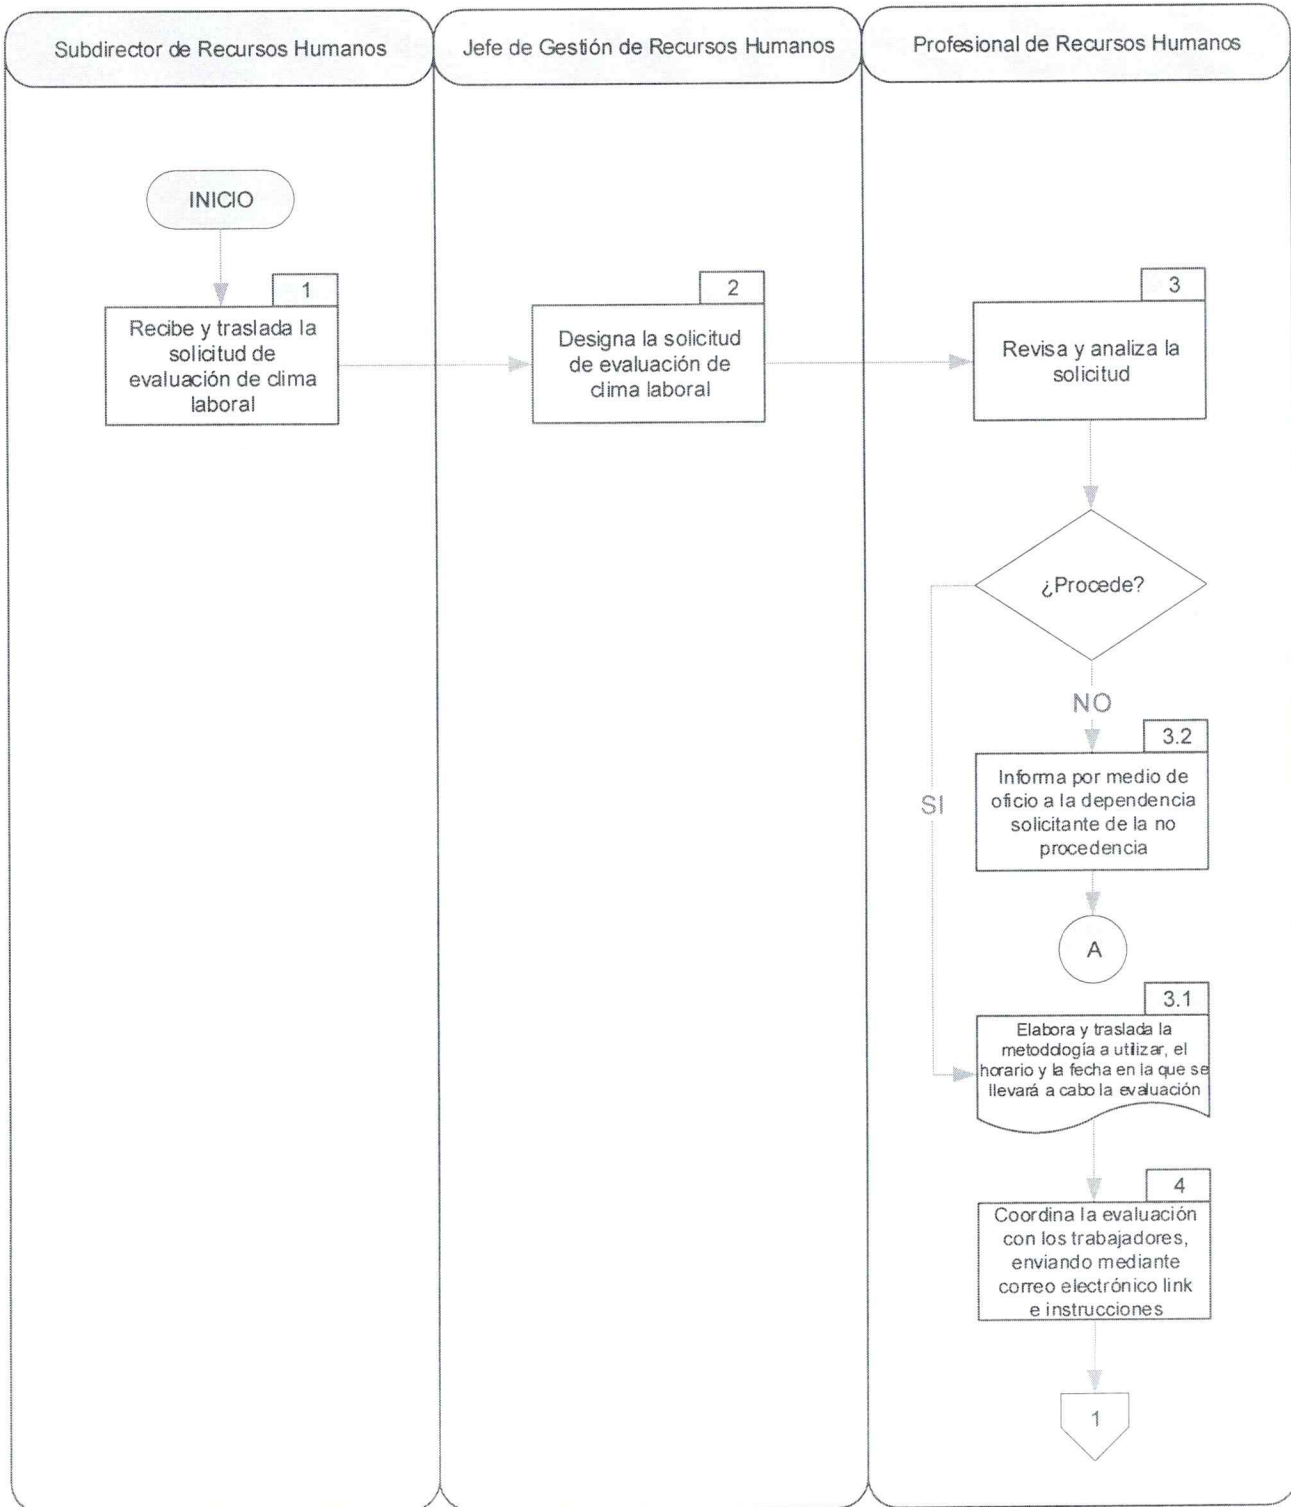 Subdirector de Recursos Humanos
Jefe de Gestión de Recursos Humanos
Profesional de Recursos Humanos
INICIO
1
Recibe y traslada la
solicitud de
evaluación de clima
laboral
2
Designa la solicitud
de evaluación de
clima laboral
3
Revisa y analiza la
solicitud
¿Procede?
NO
SI
3.2
Informa por medio de
oficio a la dependencia
solicitante de la no
procedencia
A
3.1
Elabora y traslada la
metodología a utilizar, el
horario y la fecha en la que se
llevará a cabo la evaluación
4
Coordina la evaluación
con los trabajadores,
enviando mediante
correo electrónico link
e instrucciones
1